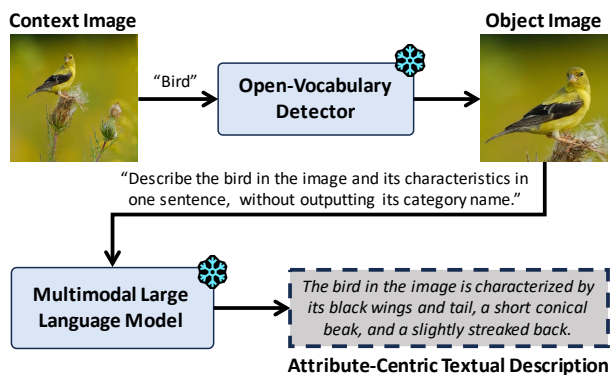 Context Image
Object Image
“Bird”
Open-Vocabulary
Detector
“Describe the bird in the image and its characteristics in
one sentence, without outputting its category name.”
Multimodal Large
Language Model
The bird in the image is characterized by
its black wings and tail, a short conical
beak, and a slightly streaked back.
Attribute-Centric Textual Description